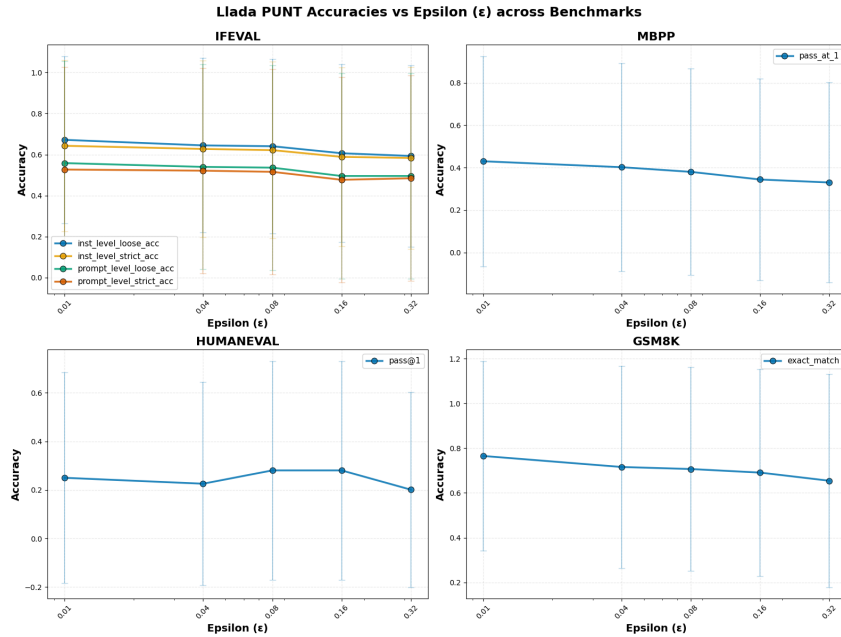 Llada PUNT Accuracies vs Epsilon (ε) across Benchmarks
IFEVAL
Accuracy
1.0
0.8
0.6
0.4
0.2
0.0
inst_level_loose_acc
inst_level_strict_acc
prompt_level_loose_acc
prompt_level_strict_acc
0.01
0.04
0.08
0.16
0.32
Epsilon (ε)
MBPP
Accuracy
0.8
0.6
0.4
0.2
0.0
pass_at_1
0.01
0.04
0.08
0.16
0.32
Epsilon (ε)
HUMANEVAL
Accuracy
0.6
0.4
0.2
0.0
−0.2
pass@1
0.01
0.04
0.08
0.16
0.32
Epsilon (ε)
GSM8K
Accuracy
1.2
1.0
0.8
0.6
0.4
0.2
exact_match
0.01
0.04
0.08
0.16
0.32
Epsilon (ε)